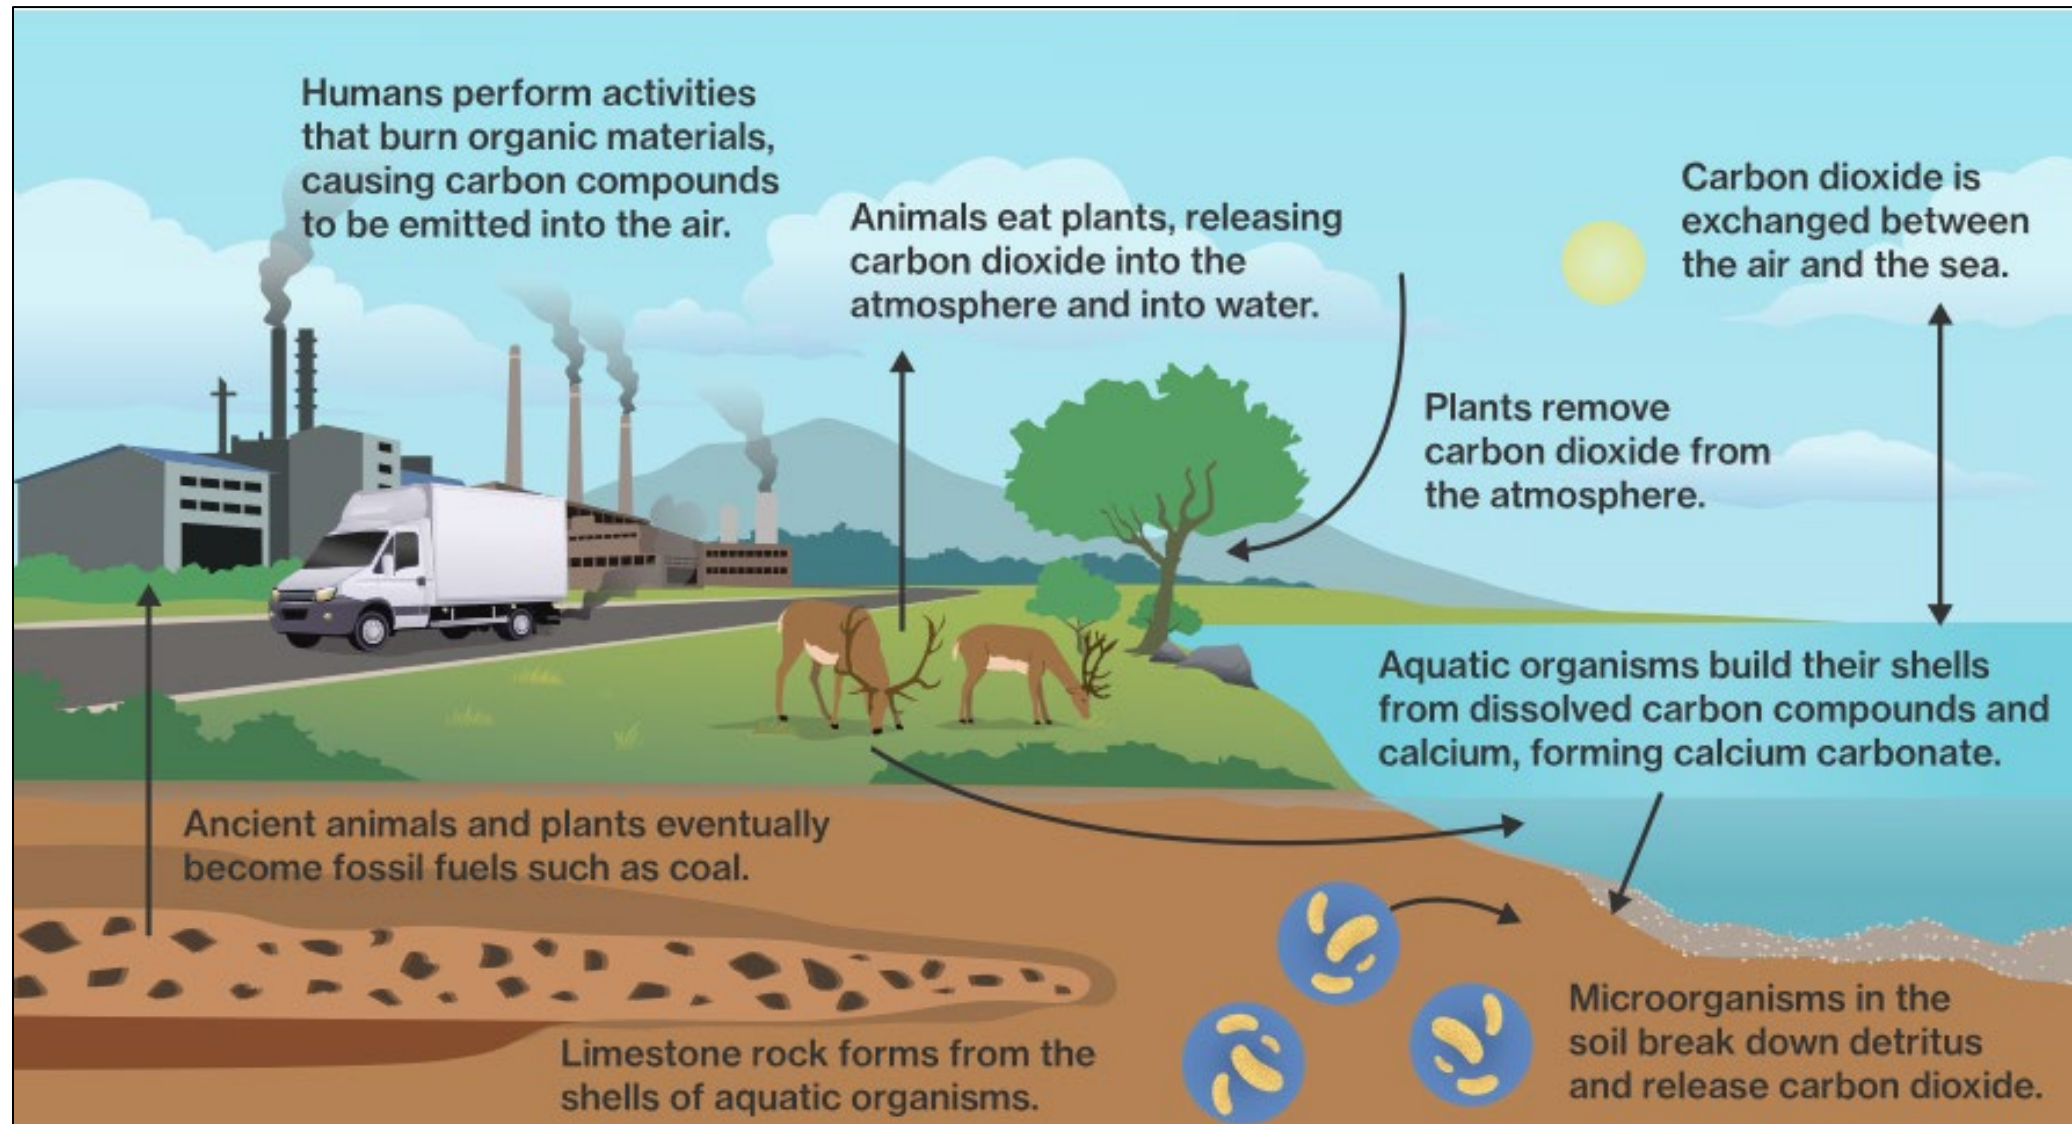 Humans perform activities
that burn organic materials,
causing carbon compounds
to be emitted into the air.
Animals eat plants, releasing
carbon dioxide into the
atmosphere and into water.
Carbon dioxide is
exchanged between
the air and the sea.
Plants remove
carbon dioxide from
the atmosphere.
Aquatic organisms build their shells
from dissolved carbon compounds and
calcium, forming calcium carbonate.
Ancient animals and plants eventually
become fossil fuels such as coal.
Limestone rock forms from the
shells of aquatic organisms.
Microorganisms in the
soil break down detritus
and release carbon dioxide.